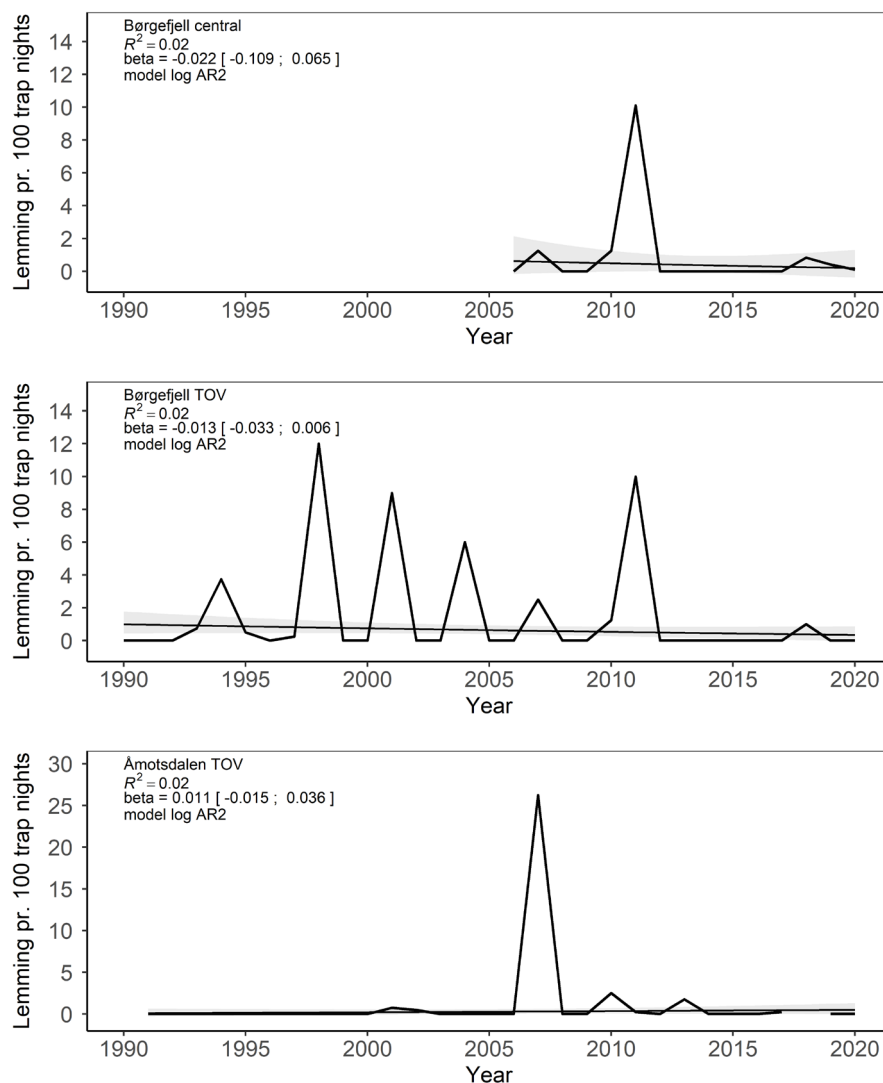 Børgefjell central
R² = 0.02
beta = -0.022 [ -0.109 ;  0.065 ]
model log AR2
Lemming pr. 100 trap nights
14
12
10
8
6
4
2
0
1990 1995 2000 2005 2010 2015 2020
Year
Børgefjell TOV
R² = 0.02
beta = -0.013 [ -0.033 ;  0.006 ]
model log AR2
Lemming pr. 100 trap nights
14
12
10
8
6
4
2
0
1990 1995 2000 2005 2010 2015 2020
Year
Åmotsdalen TOV
R² = 0.02
beta = 0.011 [ -0.015 ;  0.036 ]
model log AR2
Lemming pr. 100 trap nights
30
25
20
15
10
5
0
1990 1995 2000 2005 2010 2015 2020
Year